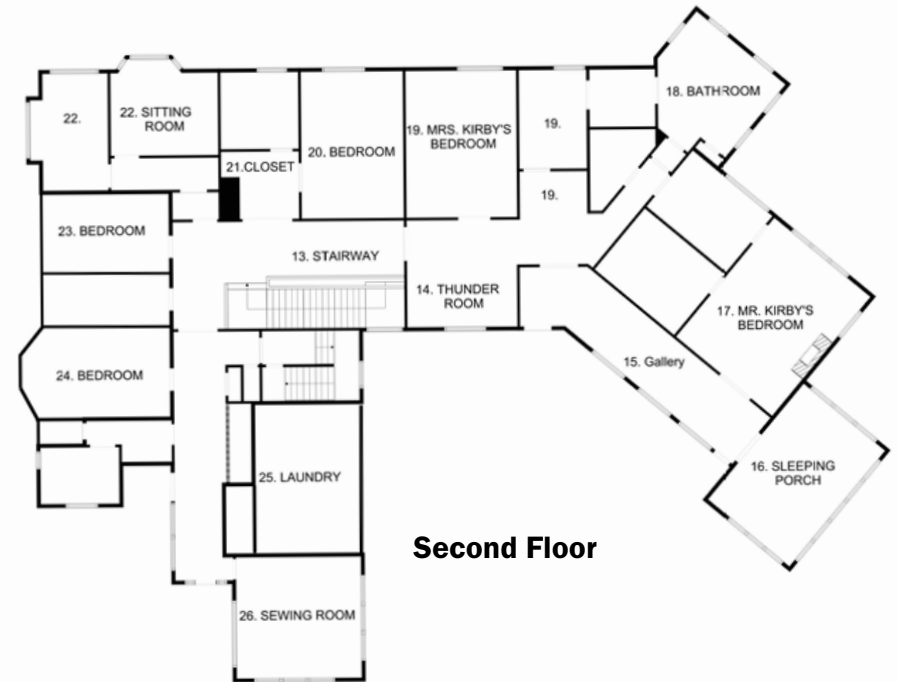 22.
22. SITTING
ROOM
21.CLOSET
20. BEDROOM
19. MRS. KIRBY'S
BEDROOM
19.
19.
18. BATHROOM
23. BEDROOM
13. STAIRWAY
14. THUNDER
ROOM
17. MR. KIRBY'S
BEDROOM
15. Gallery
24. BEDROOM
16. SLEEPING
PORCH
25. LAUNDRY
Second Floor
26. SEWING ROOM